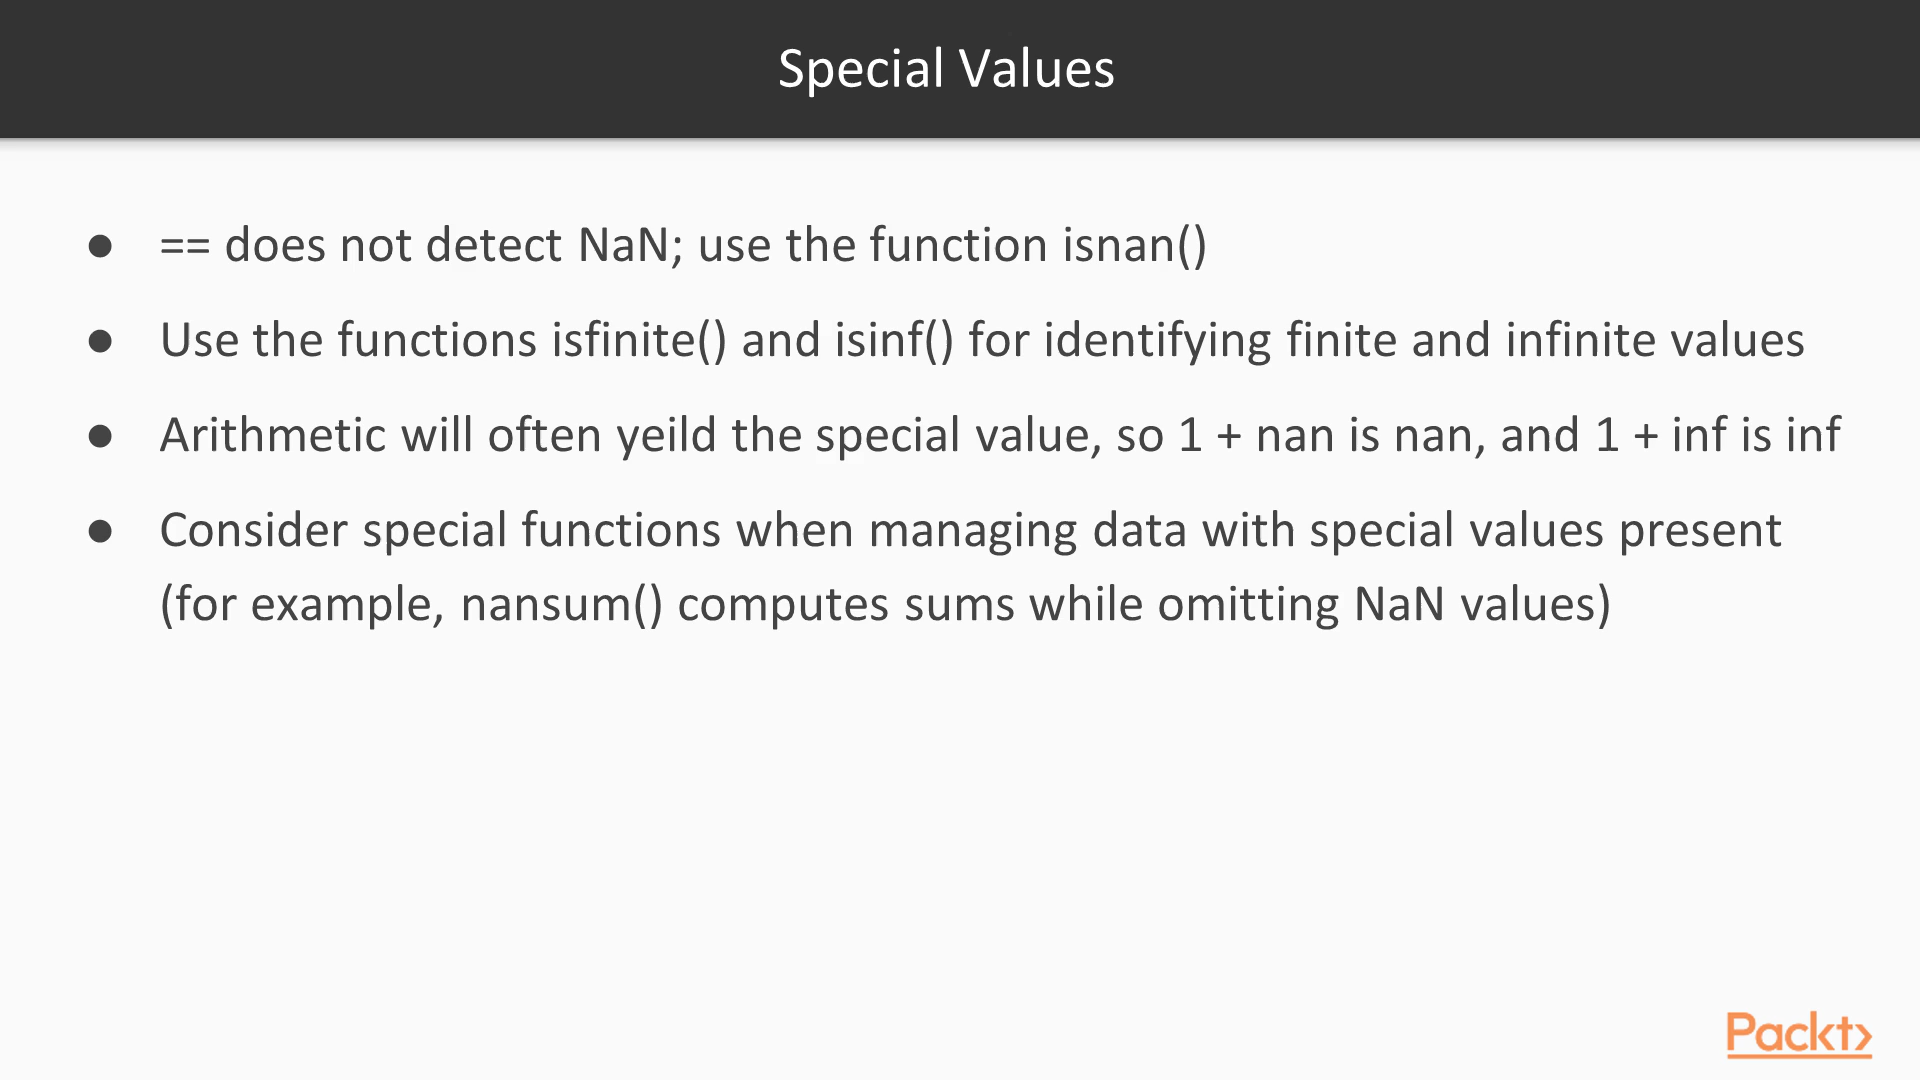 Special Values
● == does not detect NaN; use the function isnan()
● Use the functions isfinite() and isinf() for identifying finite and infinite values
● Arithmetic will often yeild the special value, so 1 + nan is nan, and 1 + inf is inf
● Consider special functions when managing data with special values present
(for example, nansum() computes sums while omitting NaN values)
Packt>